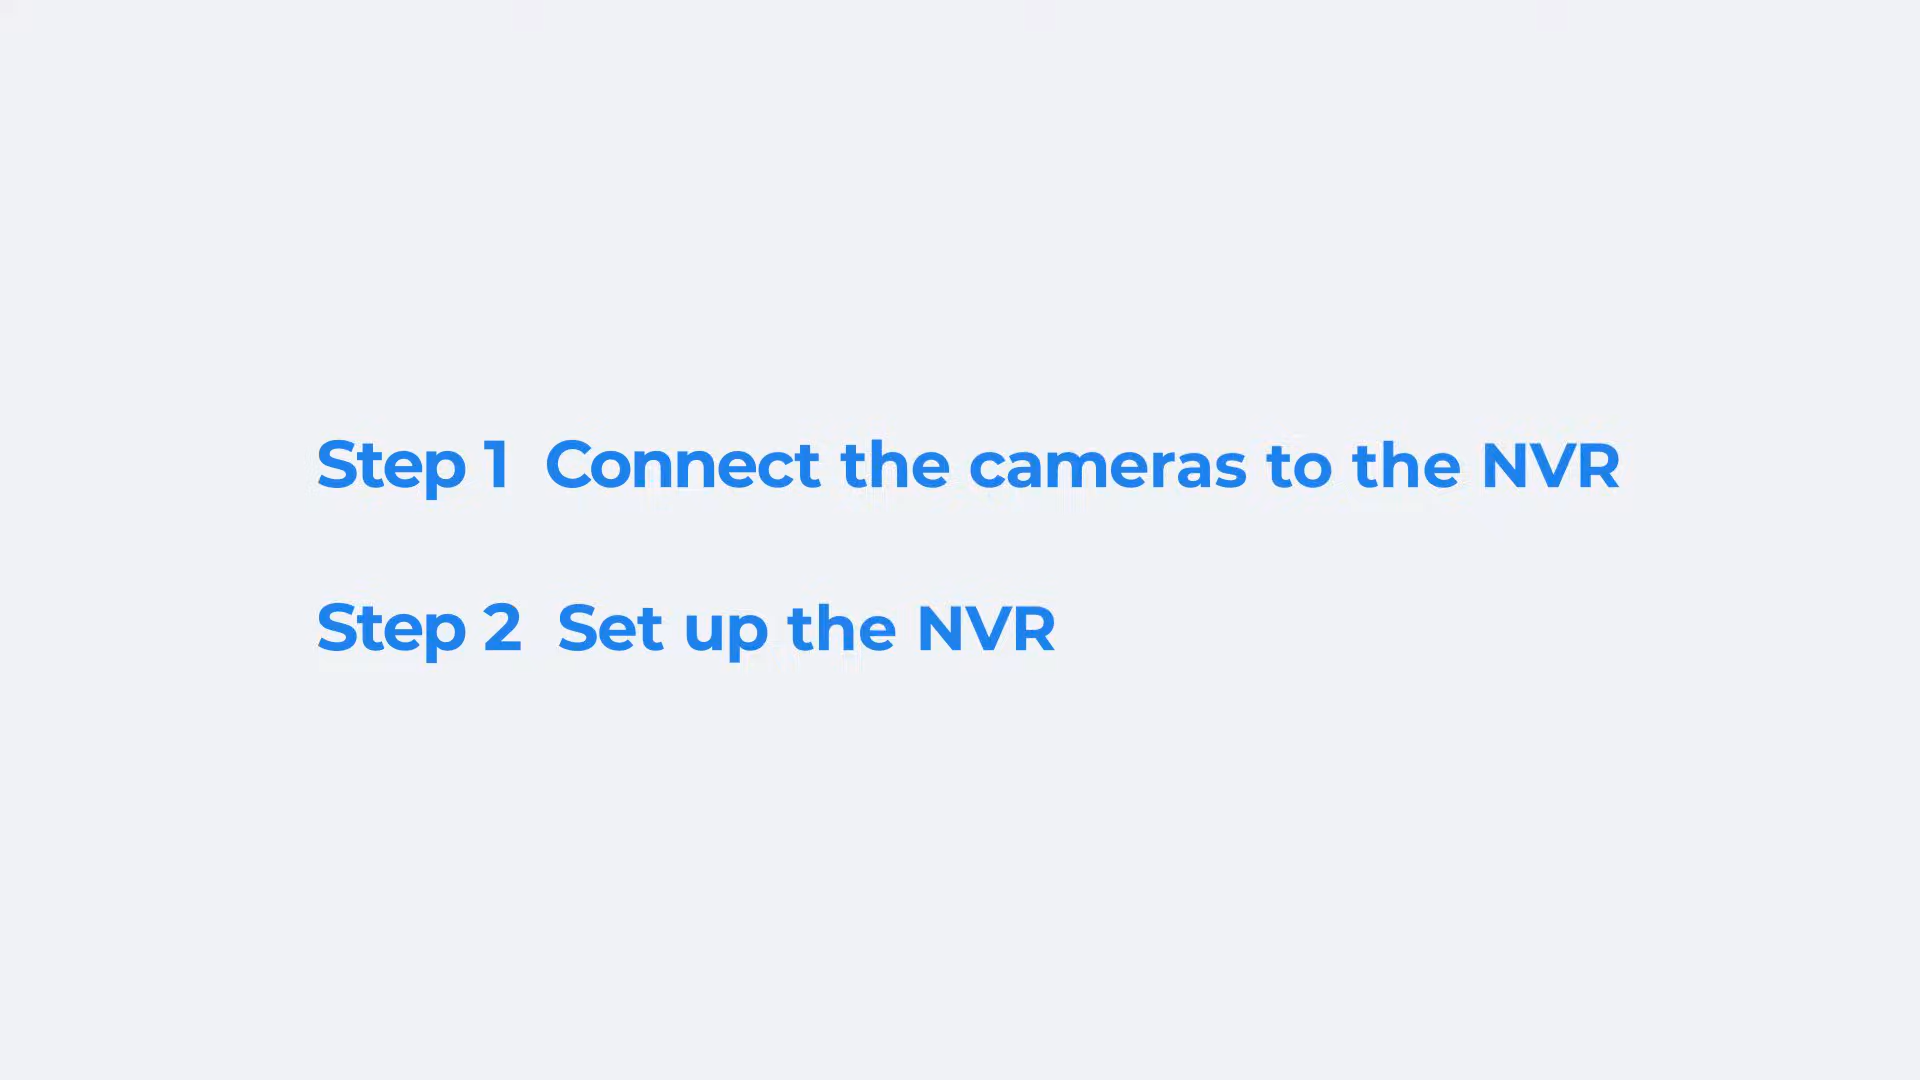 Step 1 Connect the cameras to the NVR
Step 2 Set up the NVR